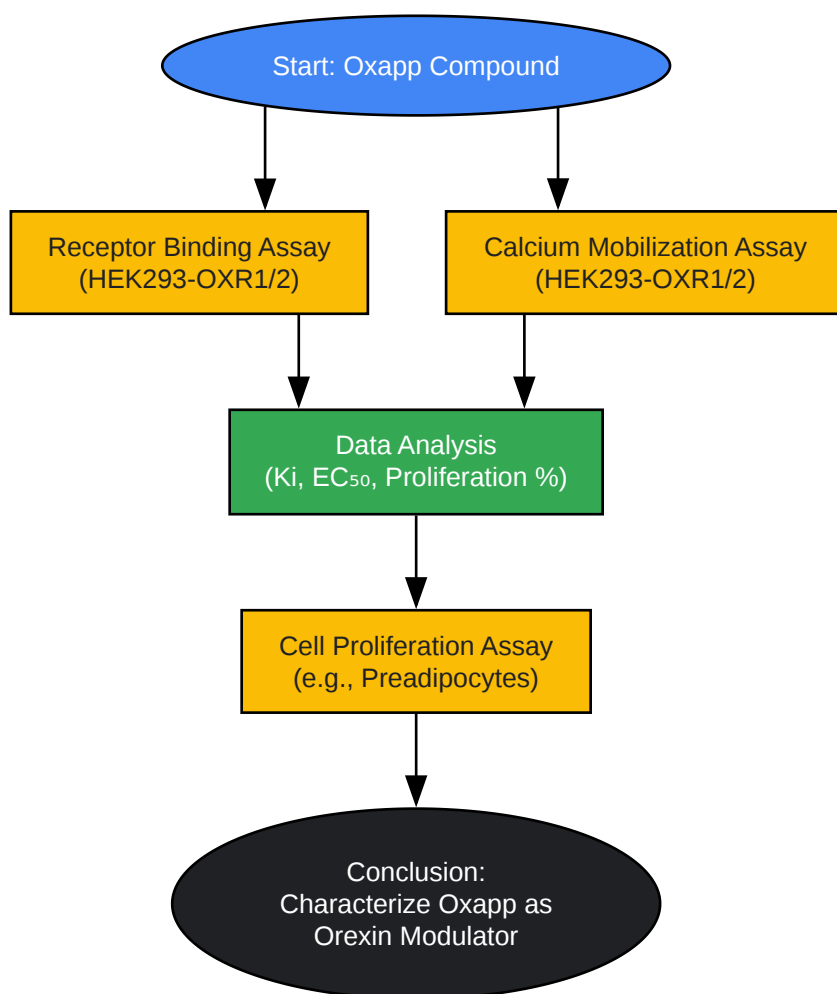 Start: Oxapp Compound
Receptor Binding Assay
(HEK293-OXR1/2)
Calcium Mobilization Assay
(HEK293-OXR1/2)
Data Analysis
(Ki, EC₅₀, Proliferation %)
Cell Proliferation Assay
(e.g., Preadipocytes)
Conclusion:
Characterize Oxapp as
Orexin Modulator